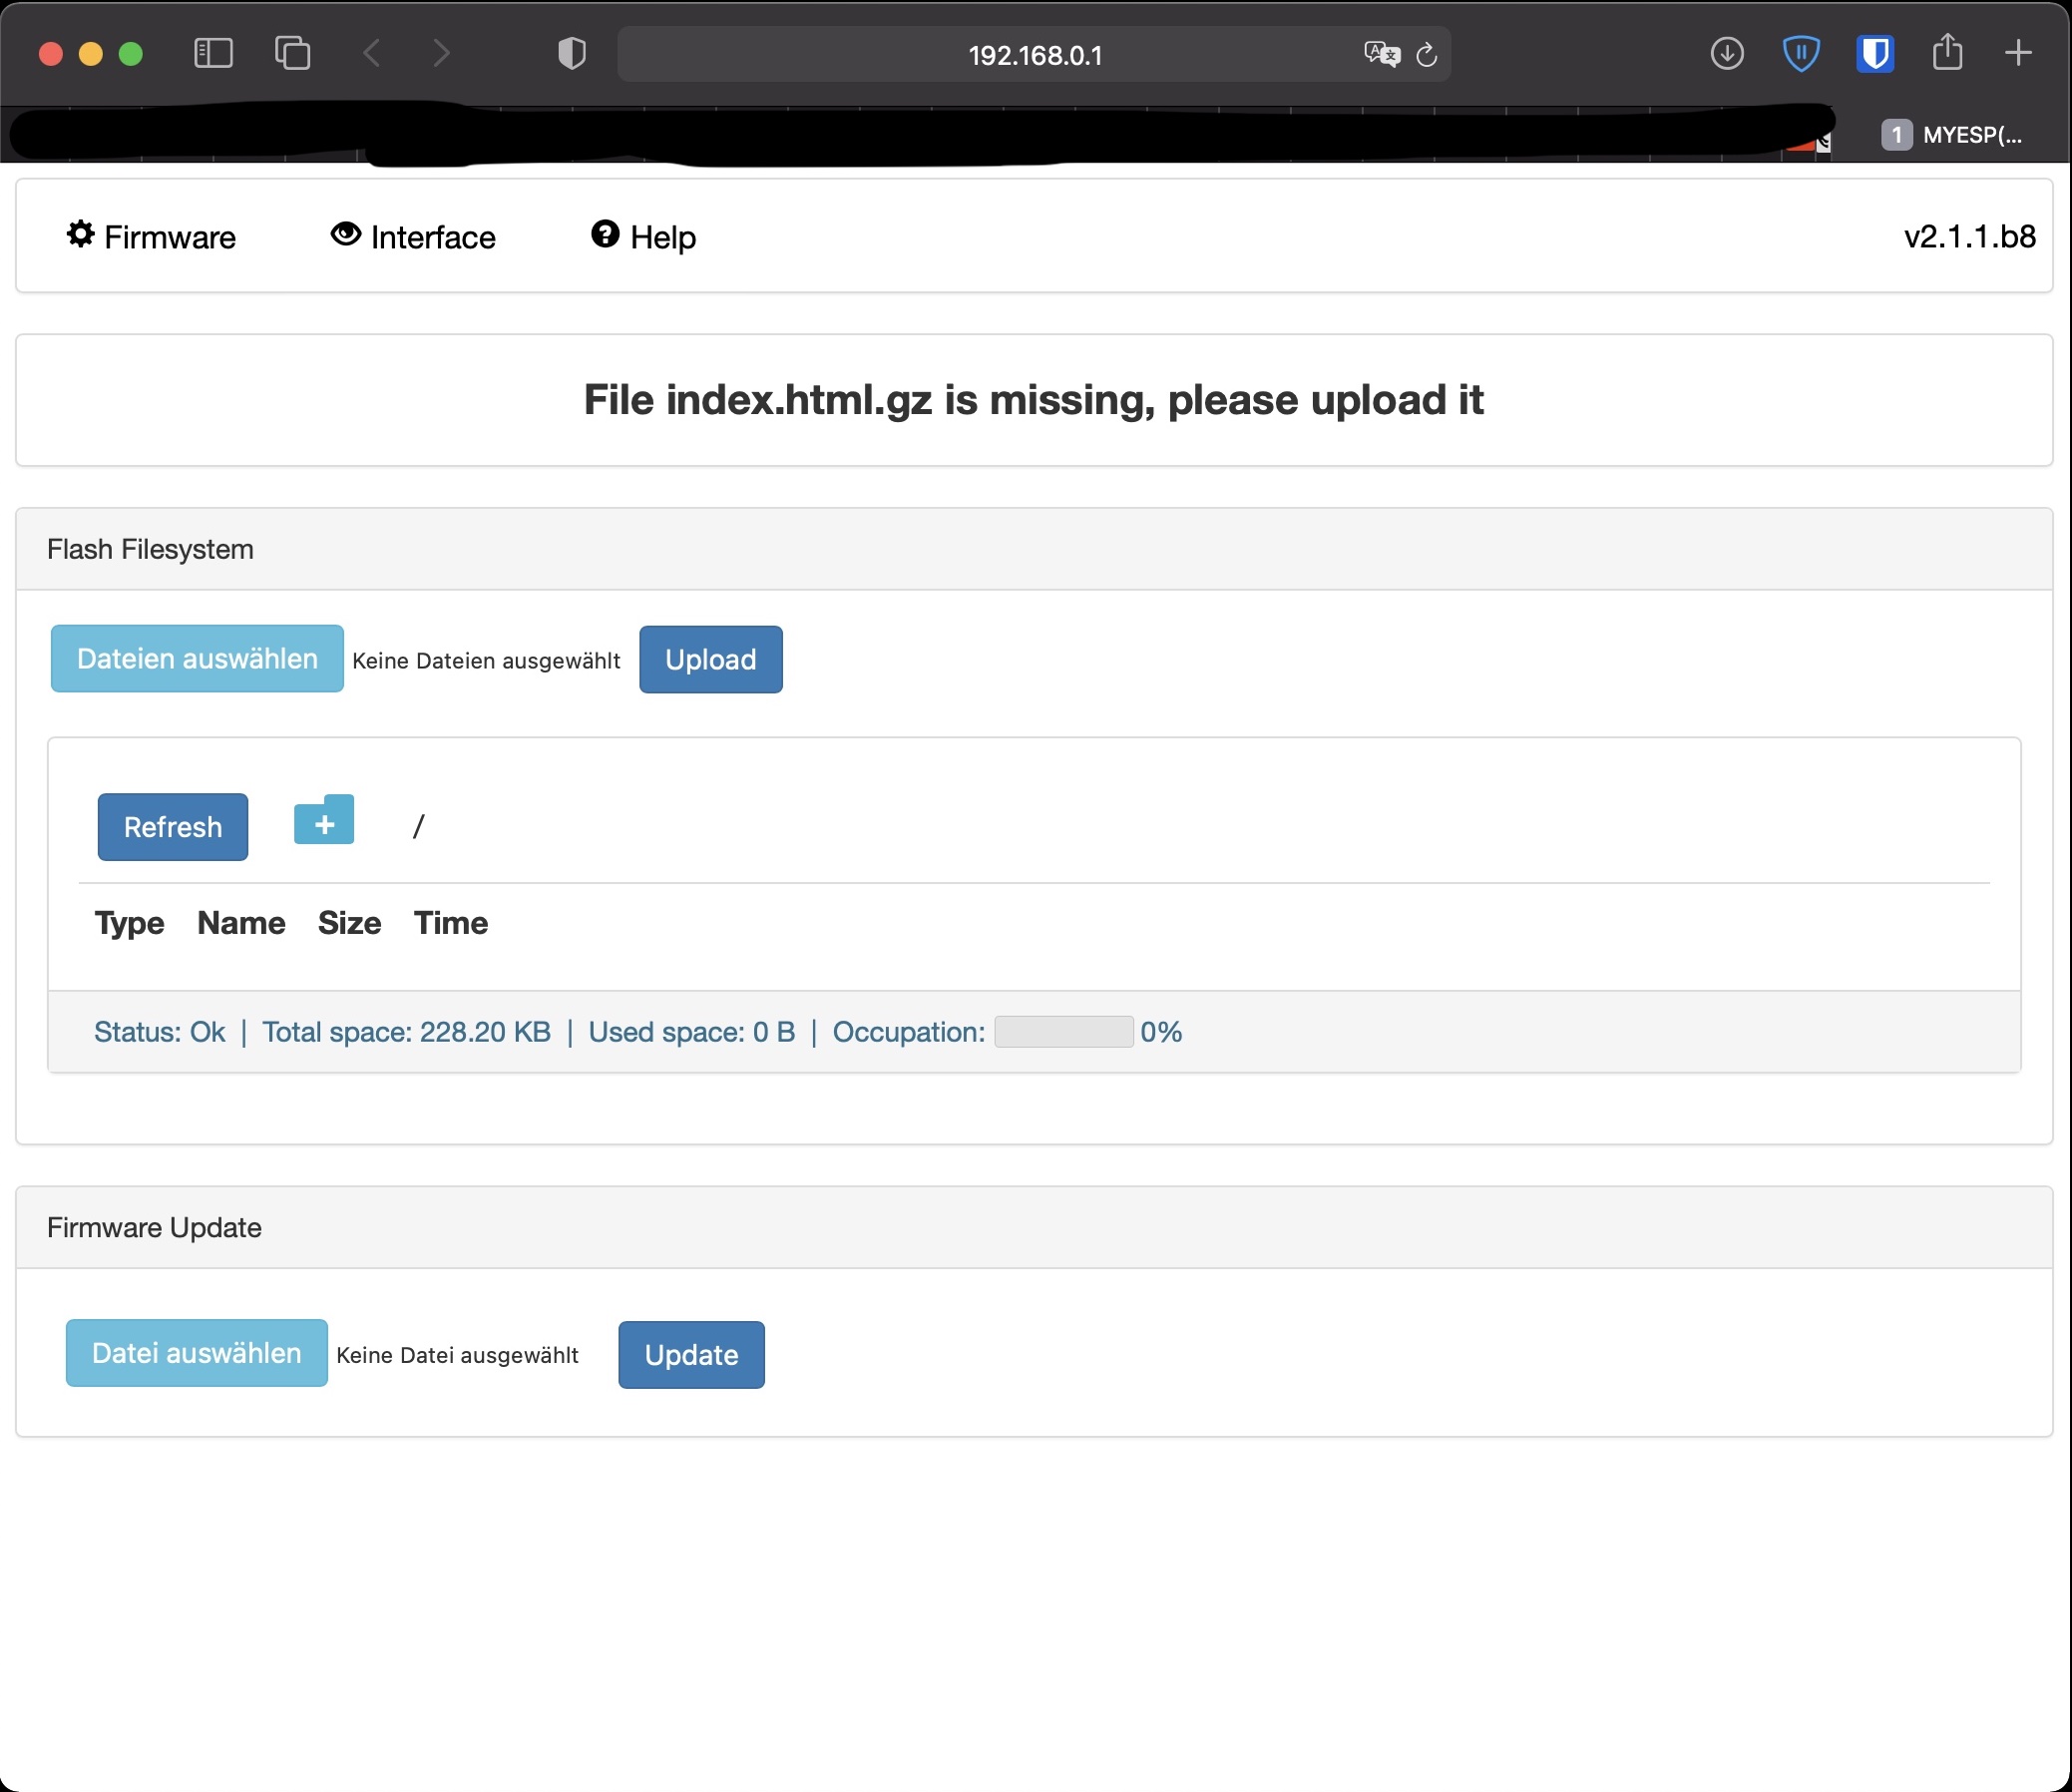 192.168.0.1
1 MYESP(...
Firmware Interface Help v2.1.1.b8
File index.html.gz is missing, please upload it
Flash Filesystem
Dateien auswählen Keine Dateien ausgewählt Upload
Refresh /
Type Name Size Time
Status: Ok | Total space: 228.20 KB | Used space: 0 B | Occupation: 0%
Firmware Update
Datei auswählen Keine Datei ausgewählt Update